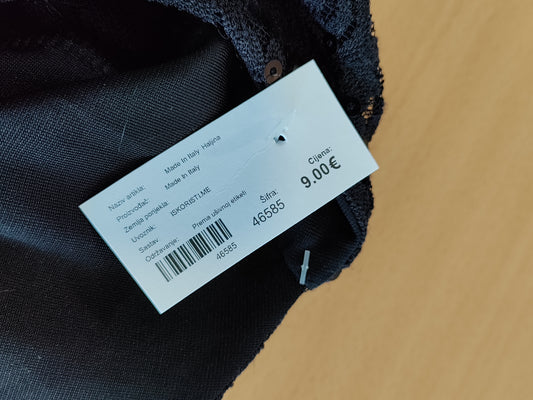 Naziv artikla: Made In Italy Haljina
Proizvođač: Made In Italy
Zemlja porijekla:
Uvoznik: ISKORISTI.ME
Sastav:
Održavanje: Prema ušivnoj etiketi
46585
Šifra:
46585
Cijena:
9.00€